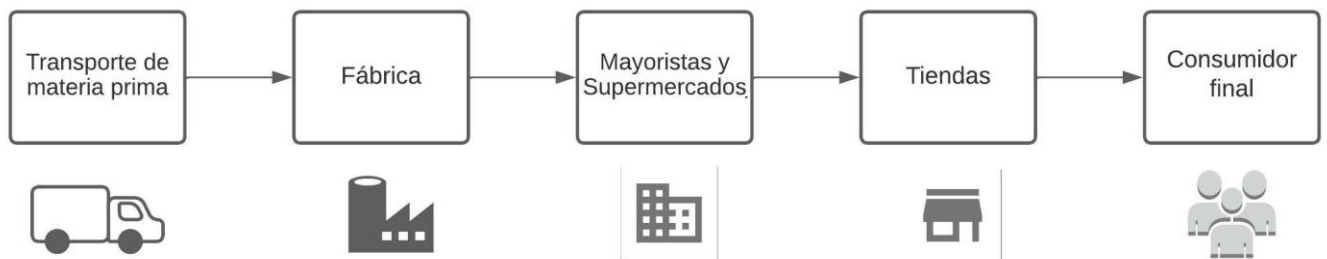 Transporte de
materia prima
Fábrica
Mayoristas y
Supermercados.
Tiendas
Consumidor
final